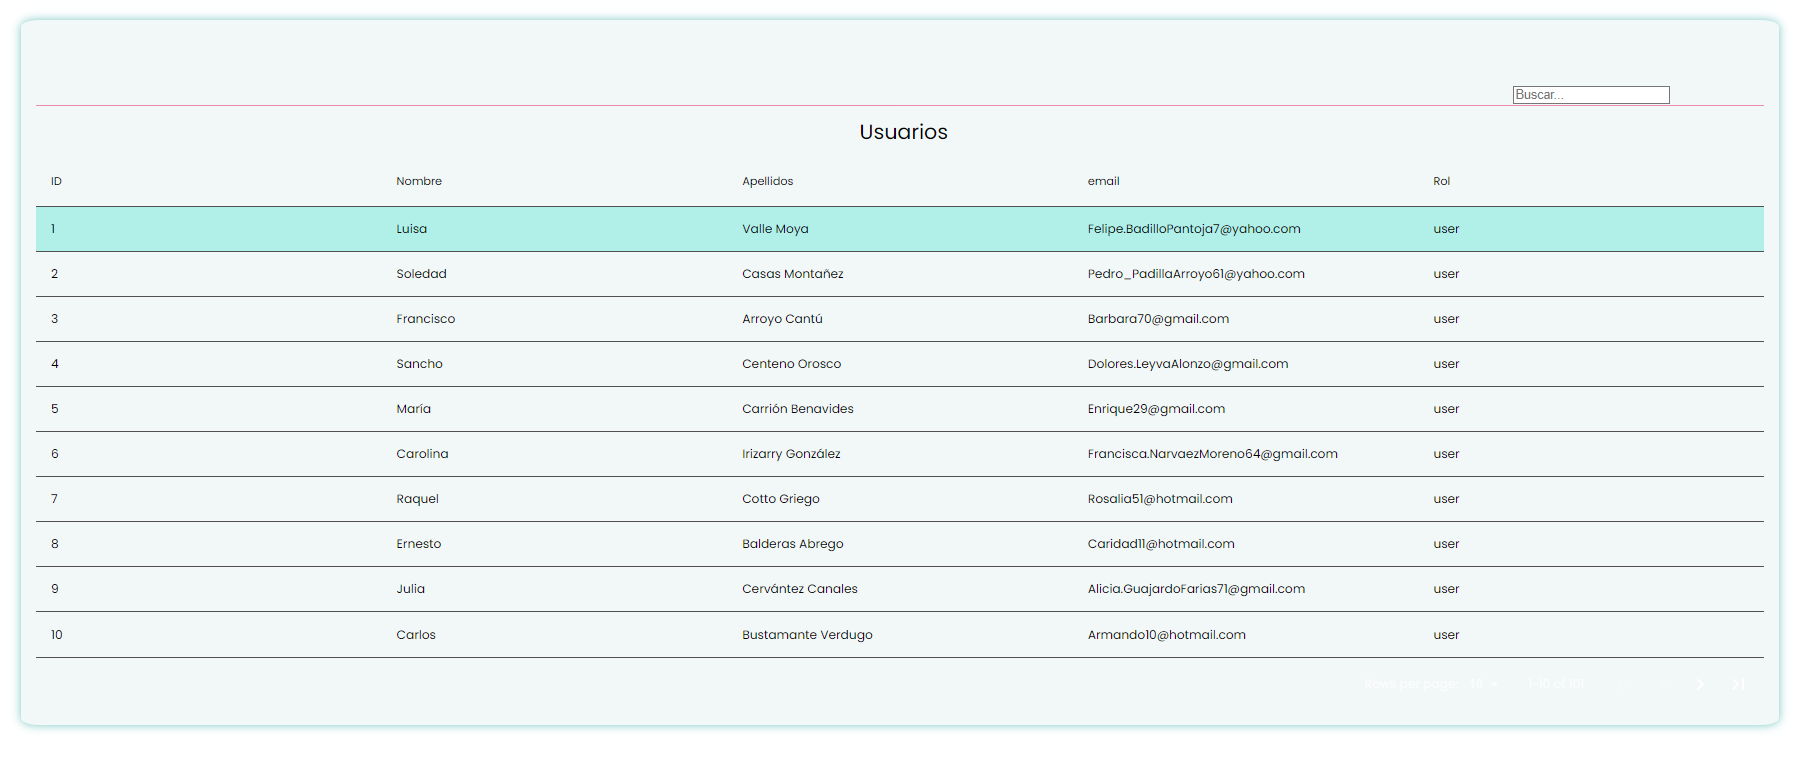 Buscar...
Usuarios
ID Nombre Apellidos email Rol
1 Luisa Valle Moya Felipe.BadilloPantoja7@yahoo.com user
2 Soledad Casas Montañez Pedro_PadillaArroyo61@yahoo.com user
3 Francisco Arroyo Cantú Barbara70@gmail.com user
4 Sancho Centeno Orosco Dolores.LeyvaAlonzo@gmail.com user
5 María Carrión Benavides Enrique29@gmail.com user
6 Carolina Irizarry González Francisca.NarvaezMoreno64@gmail.com user
7 Raquel Cotto Griego Rosalia51@hotmail.com user
8 Ernesto Balderas Abrego Caridad11@hotmail.com user
9 Julia Cervántez Canales Alicia.GuajardoFarias71@gmail.com user
10 Carlos Bustamante Verdugo Armando10@hotmail.com user
Rows per page: 10 1-10 of